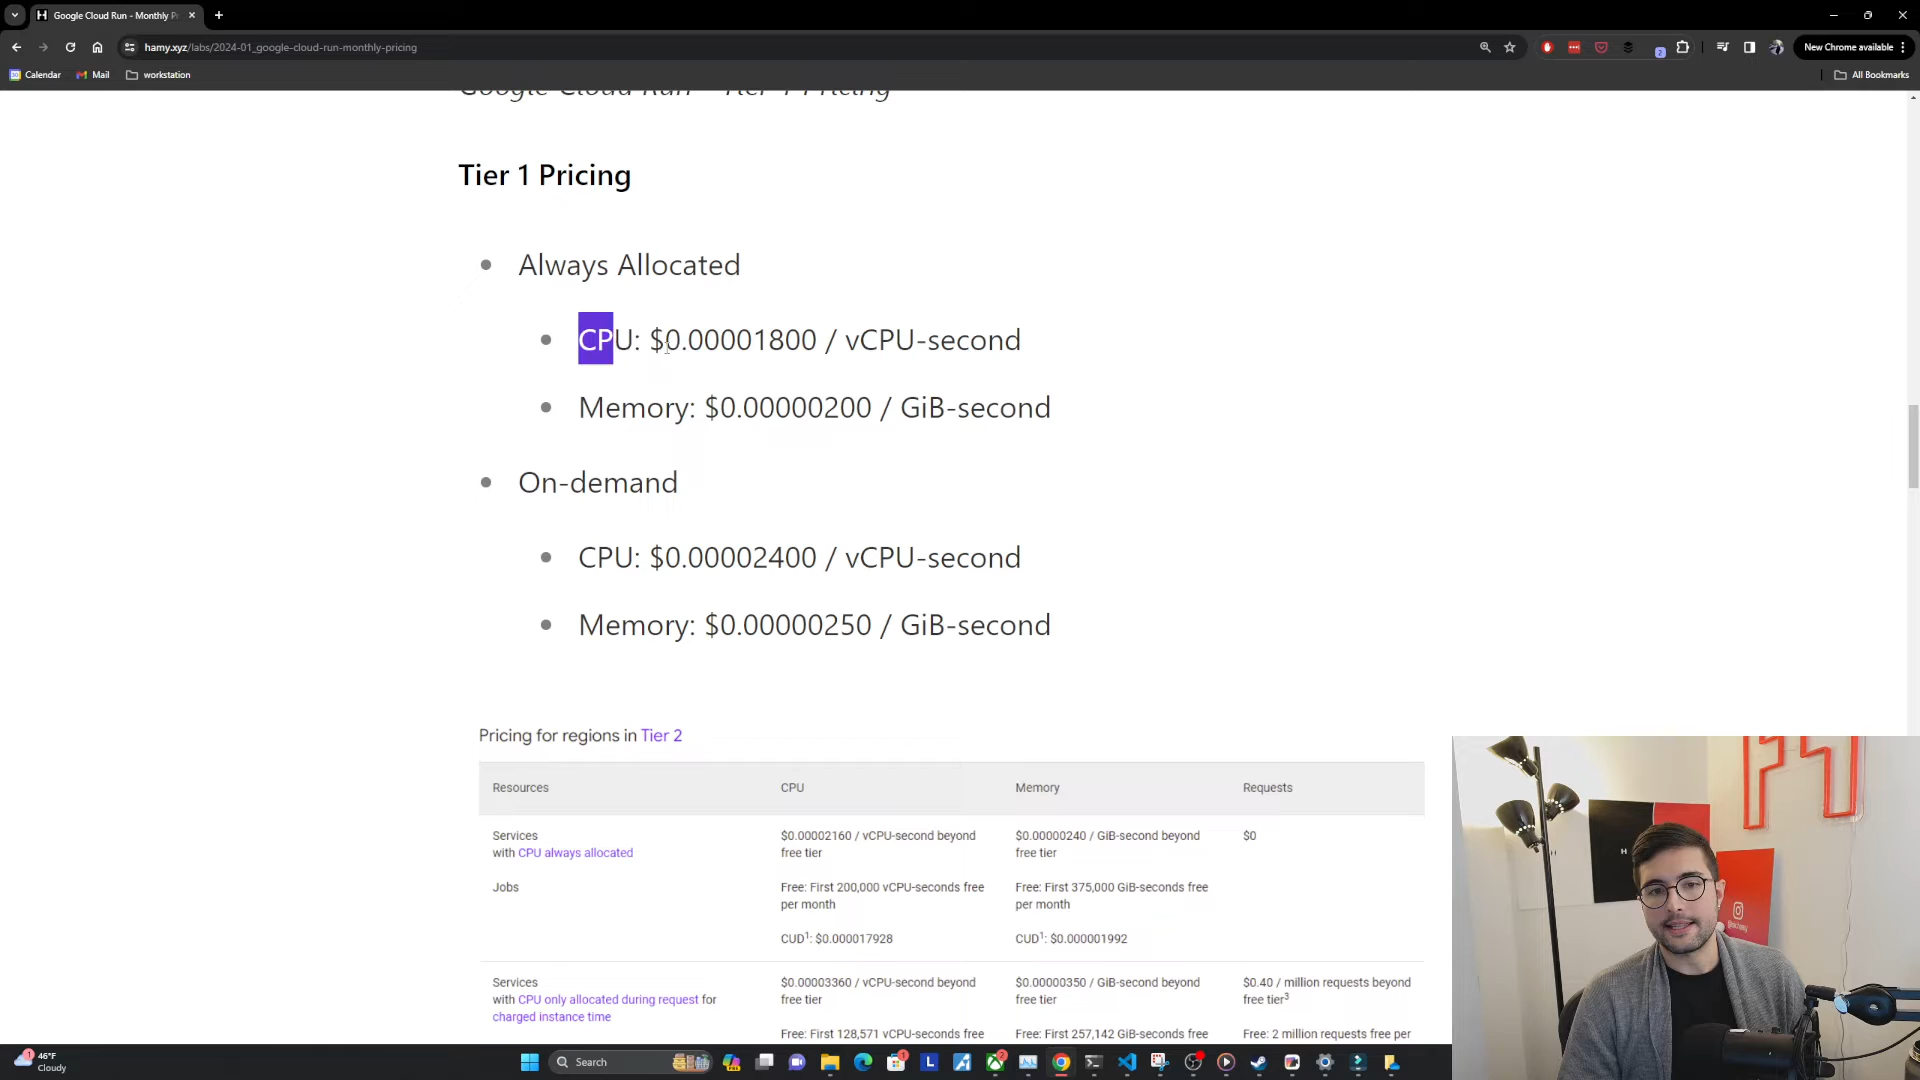 Google Cloud Run - Monthly P
hamy.xyz/labs/2024-01_google-cloud-run-monthly-pricing
New Chrome available
Calendar
Mail
workstation
All Bookmarks
Google Cloud Run - Tier 1 Pricing
Tier 1 Pricing
Always Allocated
CPU: $0.00001800 / vCPU-second
Memory: $0.00000200 / GiB-second
On-demand
CPU: $0.00002400 / vCPU-second
Memory: $0.00000250 / GiB-second
Pricing for regions in Tier 2
Resources CPU Memory Requests
Services $0.00002160 / vCPU-second beyond $0.00000240 / GiB-second beyond $0
with CPU always allocated free tier free tier
Jobs Free: First 200,000 vCPU-seconds free Free: First 375,000 GiB-seconds free
per month per month
CUD1: $0.000017928 CUD1: $0.000001992
Services $0.00003360 / vCPU-second beyond $0.00000350 / GiB-second beyond $0.40 / million requests beyond
with CPU only allocated during request for free tier free tier free tier3
charged instance time
Free: First 128,571 vCPU-seconds free Free: First 257,142 GiB-seconds free Free: 2 million requests free per
46°F
Cloudy
Search